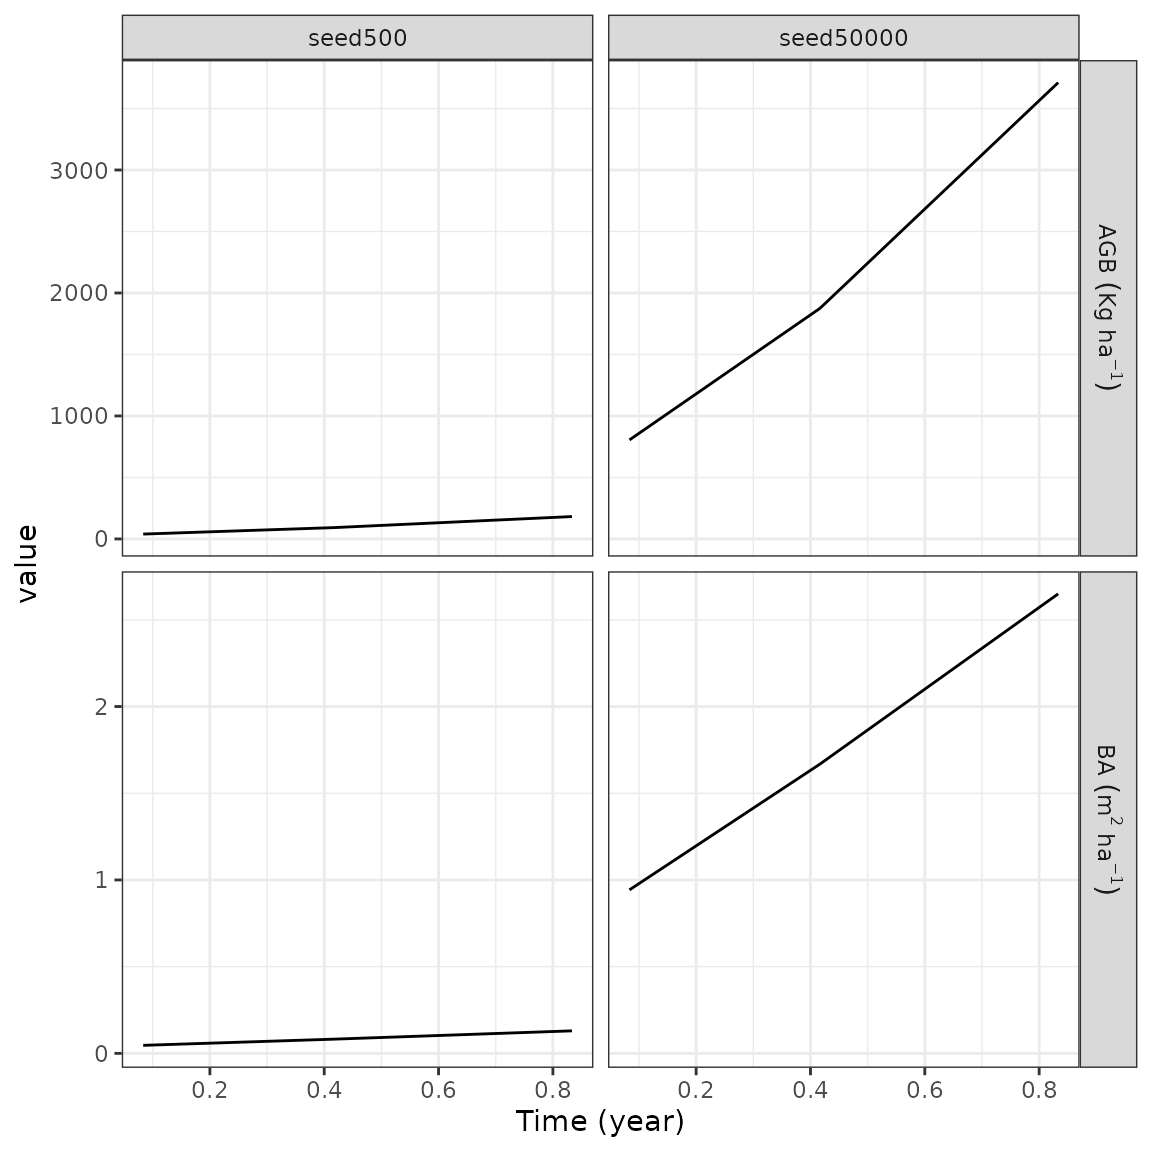 seed500
seed50000
3000
2000
1000
0
AGB (Kg ha⁻¹)
value
2
1
0
BA (m² ha⁻¹)
0.2 0.4 0.6 0.8 0.2 0.4 0.6 0.8
Time (year)